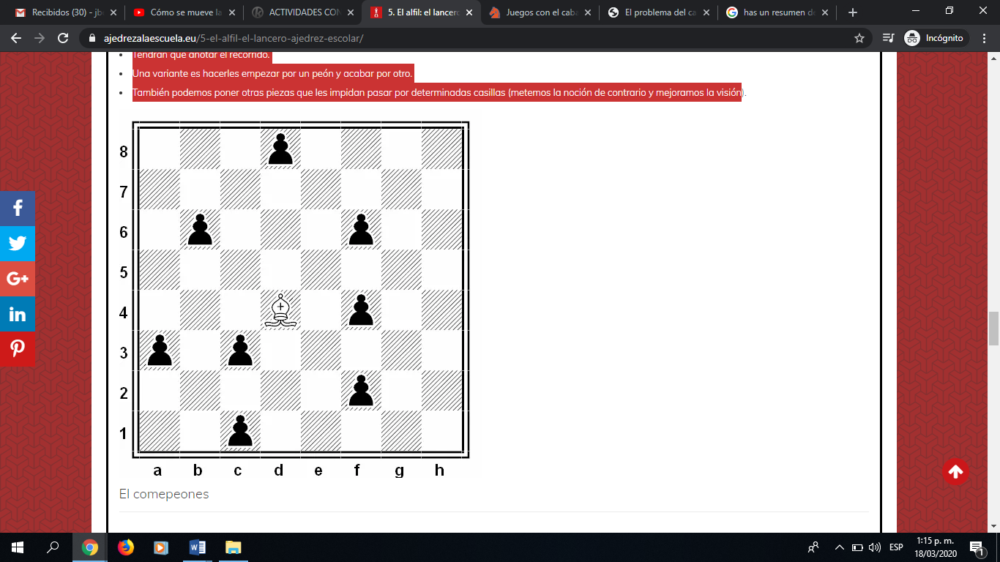 Recibidos (30) - jb
Cómo se mueve la
ACTIVIDADES CON
5. El alfil: el lancero
Juegos con el caba
El problema del ca
has un resumen de
ajedrezalaescuela.eu/5-el-alfil-el-lancero-ajedrez-escolar/
Incógnito
Tendrán que anotar el recorrido.
Una variante es hacerles empezar por un peón y acabar por otro.
También podemos poner otras piezas que les impidan pasar por determinadas casillas (metemos la noción de contrario y mejoramos la visión).
8
7
6
5
4
3
2
1
a b c d e f g h
El comepeones
f
G+
in
ESP
1:15 p. m.
18/03/2020
1